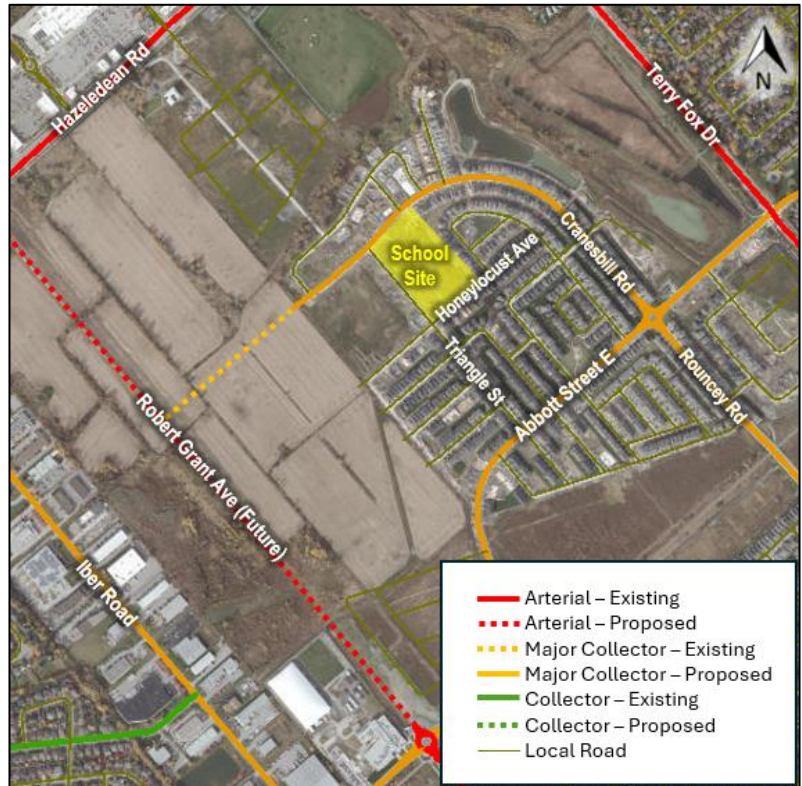 Hazeledean Rd
Terry Fox Dr
N
School
Site
Cranesbill Rd
Honeylocust Ave
Triangle St
Abbott Street E
Rouncey Rd
Robert Grant Ave (Future)
Iber Road
Arterial – Existing
Arterial – Proposed
Major Collector – Existing
Major Collector – Proposed
Collector – Existing
Collector – Proposed
Local Road